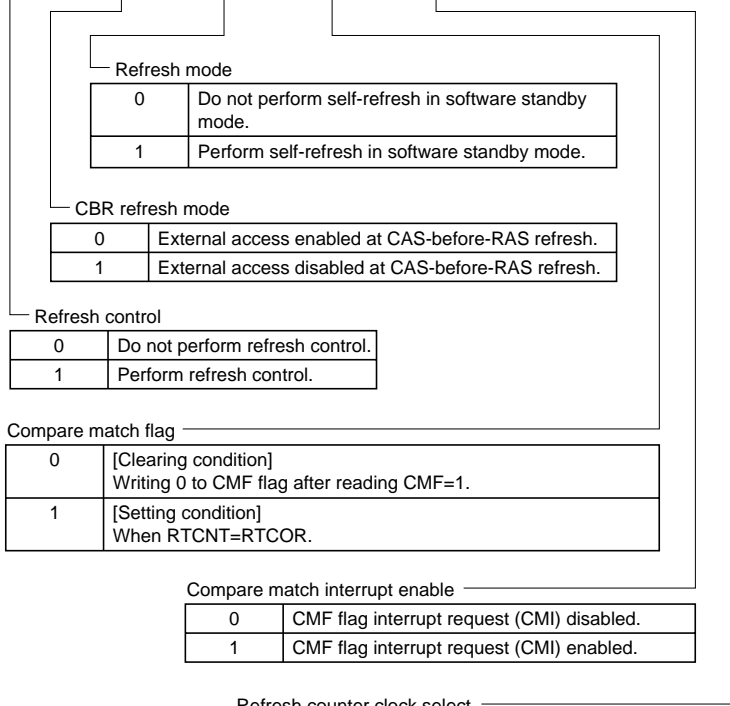 Refresh mode
0 Do not perform self-refresh in software standby
mode.
1 Perform self-refresh in software standby mode.
CBR refresh mode
0 External access enabled at CAS-before-RAS refresh.
1 External access disabled at CAS-before-RAS refresh.
Refresh control
0 Do not perform refresh control.
1 Perform refresh control.
Compare match flag
0 [Clearing condition]
Writing 0 to CMF flag after reading CMF=1.
1 [Setting condition]
When RTCNT=RTCOR.
Compare match interrupt enable
0 CMF flag interrupt request (CMI) disabled.
1 CMF flag interrupt request (CMI) enabled.
Refresh counter clock select